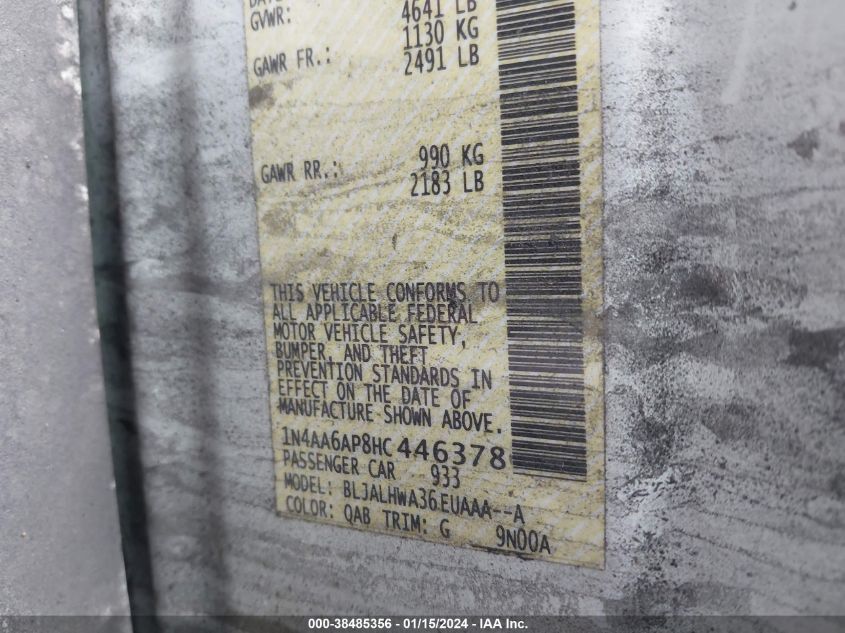 GVWR: 4641 LB
1130 KG
GAWR FR.: 2491 LB
990 KG
GAWR RR.: 2183 LB
THIS VEHICLE CONFORMS TO
ALL APPLICABLE FEDERAL
MOTOR VEHICLE SAFETY,
BUMPER, AND THEFT
PREVENTION STANDARDS IN
EFFECT ON THE DATE OF
MANUFACTURE SHOWN ABOVE.
1N4AA6AP8HC446378
PASSENGER CAR 933
MODEL: BLJALHWA36EUAAA--A
COLOR: QAB TRIM: G 9N00A
000-38485356 - 01/15/2024 - IAA Inc.